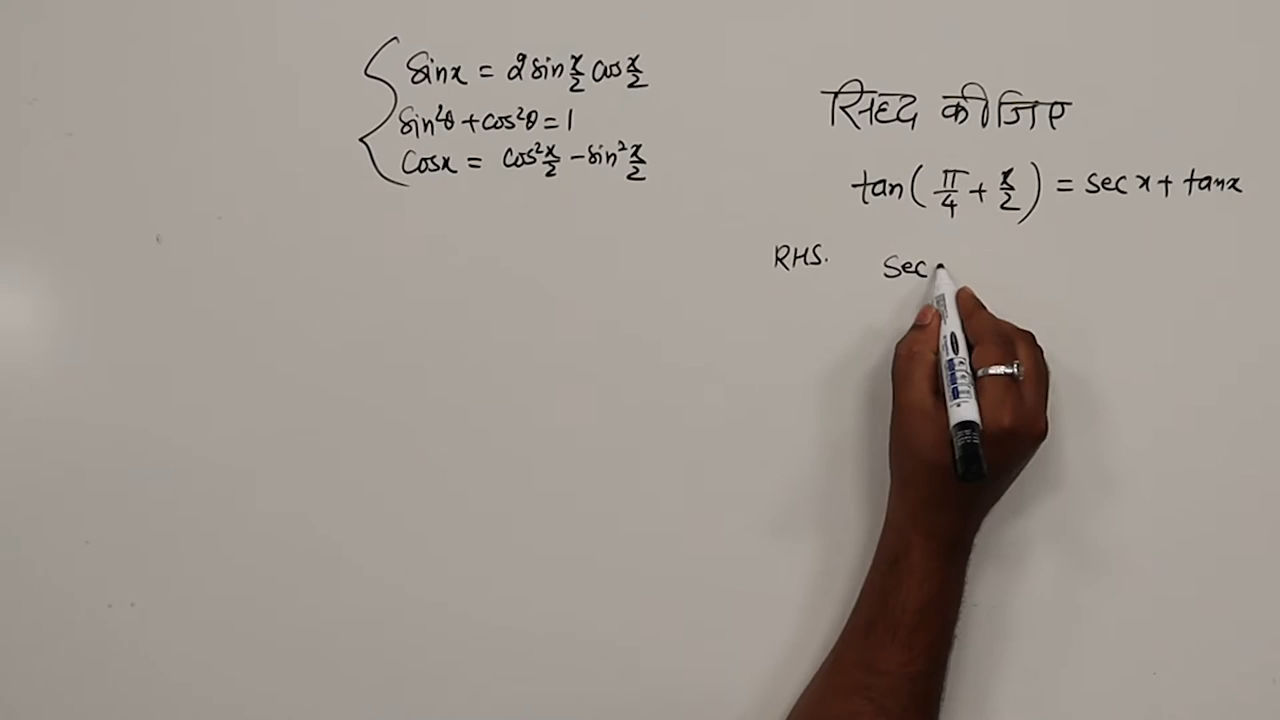 sinx = 2sin x/2 cos x/2
sin²θ + cos²θ = 1
cosx = cos² x/2 - sin² x/2
सिद्ध कीजिए
tan(π/4 + x/2) = sec x + tanx
RHS. sec